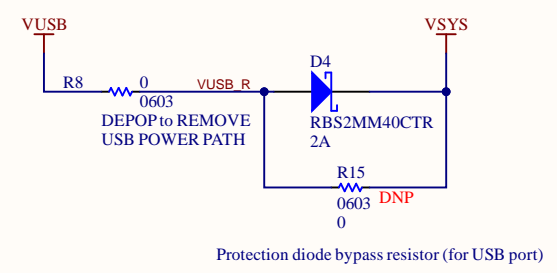 VUSB
VSYS
D4
R8
0
VUSB_R
0603
DEPOP to REMOVE
USB POWER PATH
RBS2MM40CTR
2A
R15
0603
DNP
0
Protection diode bypass resistor (for USB port)